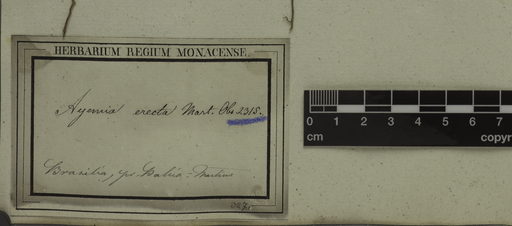 HERBARIUM REGIUM MONACENSE.
Ayenia erecta Mart. Obs 2315.
Brasilia, pr. Bahia. Martius
0 1 2 3 4 5 6 7
cm copyr